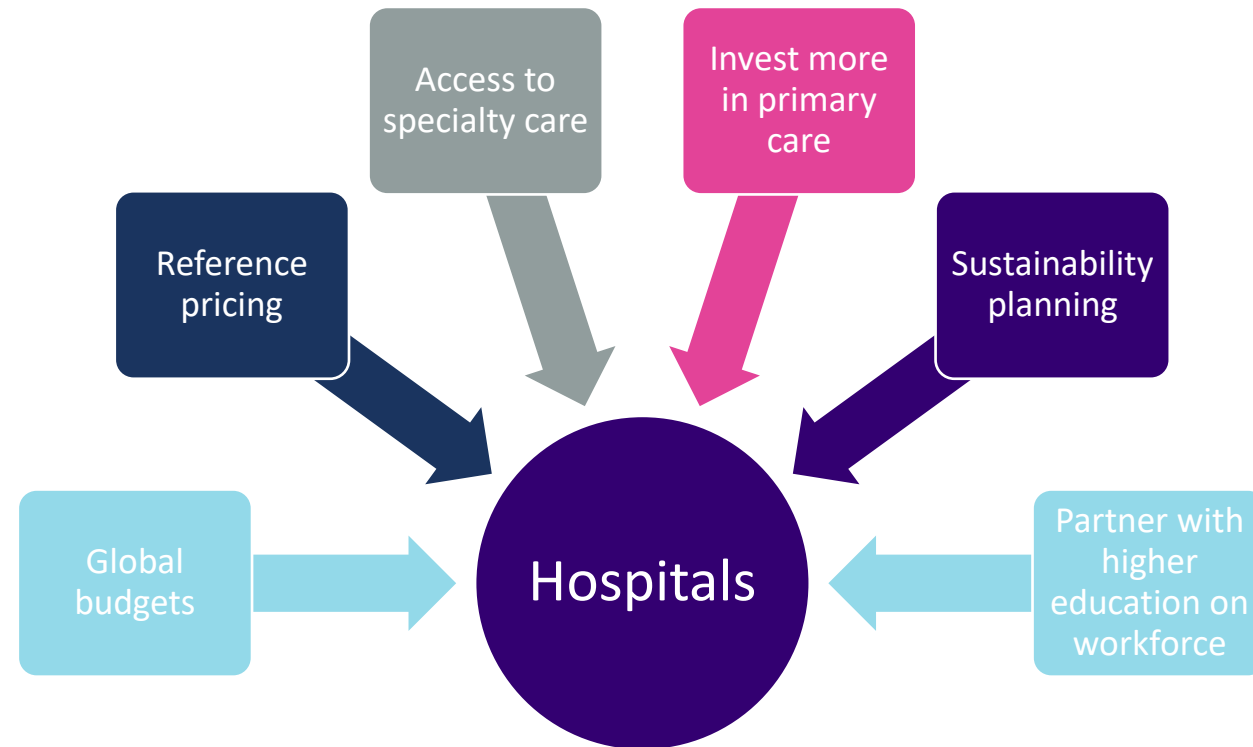 Access to
specialty care
Invest more
in primary
care
Reference
pricing
Sustainability
planning
Global
budgets
Hospitals
Partner with
higher
education on
workforce